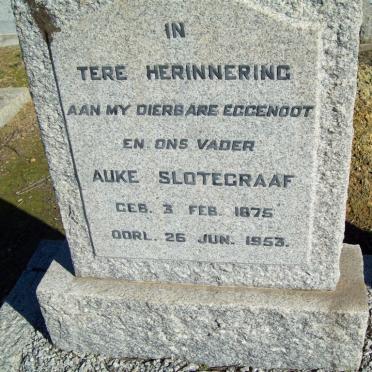 IN
TERE HERINNERING
AAN MY DIERBARE EGGENOOT
EN ONS VADER
AUKE SLOTEGRAAF
GEB. 3 FEB. 1875
OORL. 26 JUN. 1953.